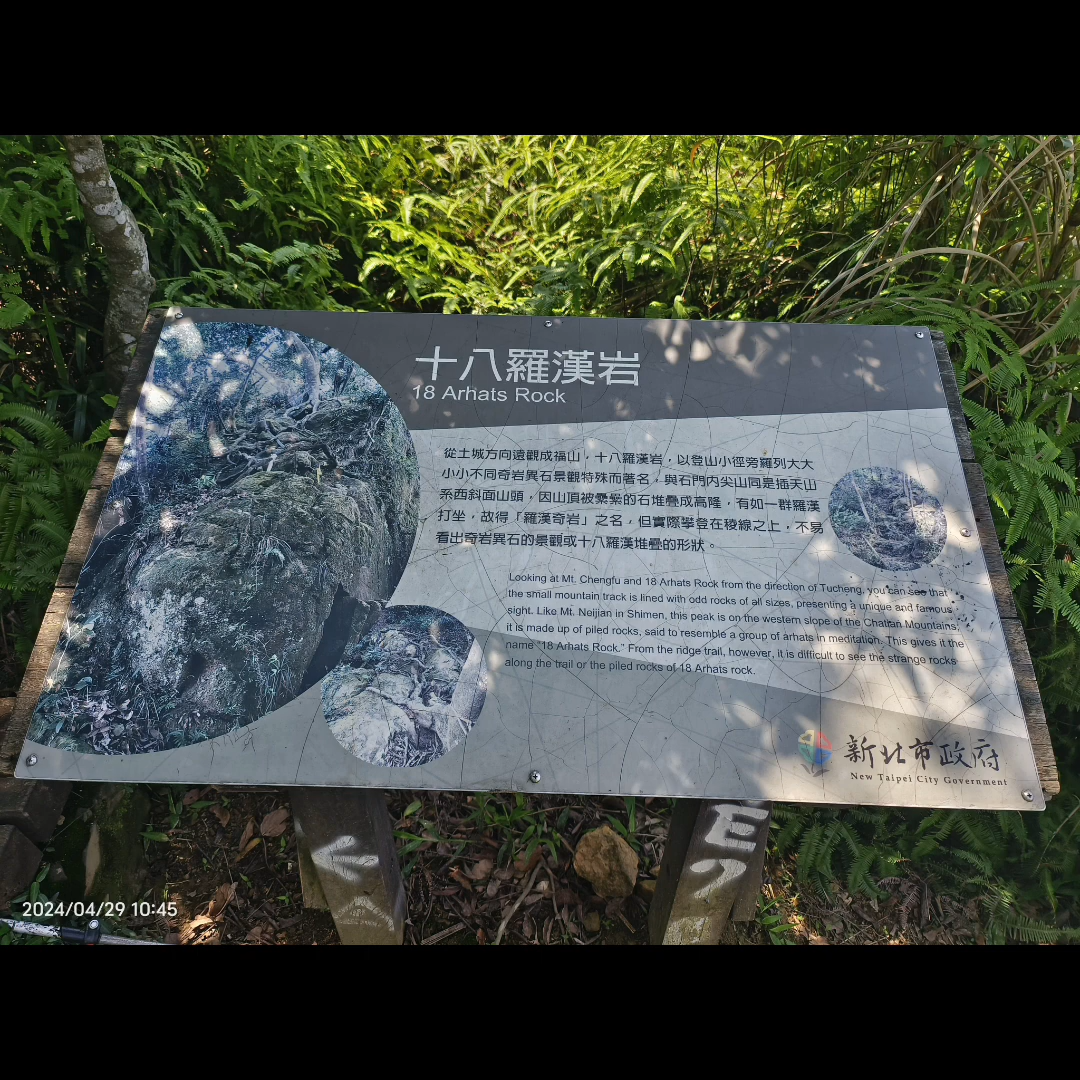 十八羅漢岩
18 Arhats Rock
從土城方向遠觀成福山，十八羅漢岩，以登山小徑旁羅列大大
小小不同奇岩異石景觀特殊而著名，與石門內尖山同是插天山
系西斜面山頭，因山頂被纍纍的石堆疊成高隆，有如一群羅漢
打坐，故得「羅漢奇岩」之名，但實際攀登在稜線之上，不易
看出奇岩異石的景觀或十八羅漢堆疊的形狀。
Looking at Mt. Chengfu and 18 Arhats Rock from the direction of Tucheng, you can see that
the small mountain track is lined with odd rocks of all sizes, presenting a unique and famous
sight. Like Mt. Neijian in Shimen, this peak is on the western slope of the Chatian Mountains;
it is made up of piled rocks, said to resemble a group of arhats in meditation. This gives it the
name "18 Arhats Rock." From the ridge trail, however, it is difficult to see the strange rocks
along the trail or the piled rocks of 18 Arhats rock.
新北市政府
New Taipei City Government
E
2024/04/29 10:45